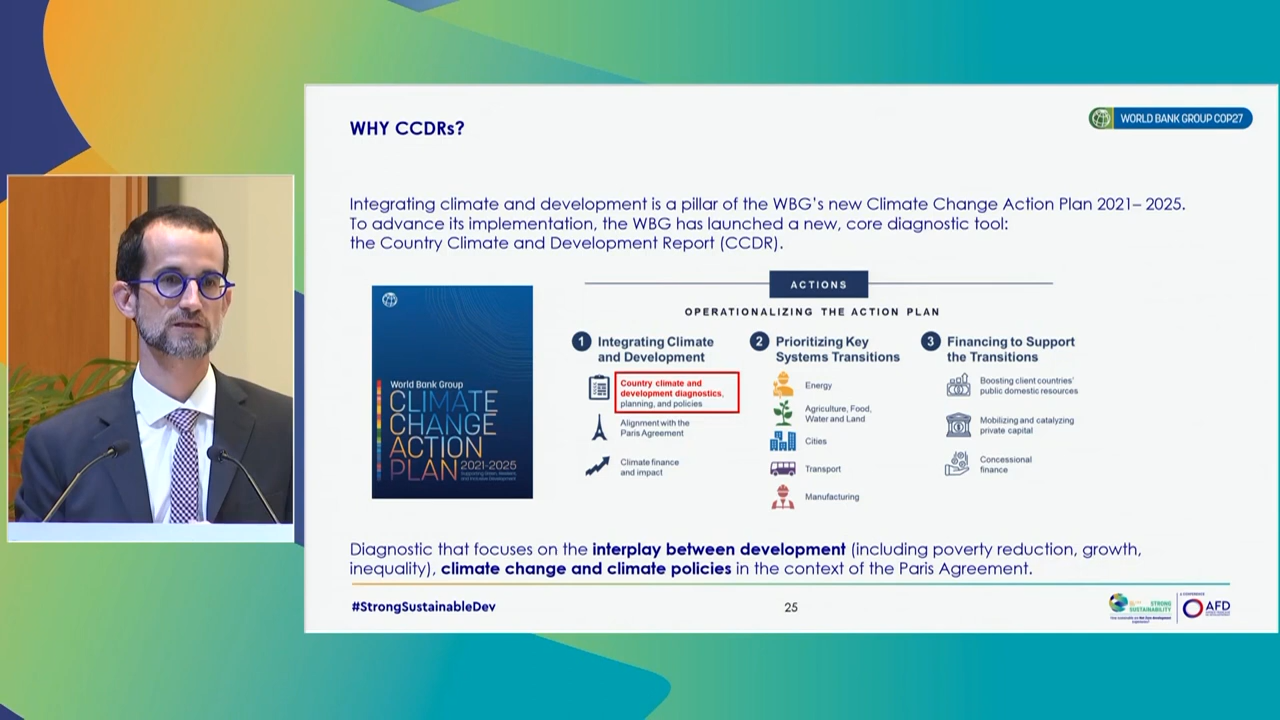 WHY CCDRs?
WORLD BANK GROUP COP27
Integrating climate and development is a pillar of the WBG's new Climate Change Action Plan 2021– 2025.
To advance its implementation, the WBG has launched a new, core diagnostic tool:
the Country Climate and Development Report (CCDR).
World Bank Group
CLIMATE
CHANGE
ACTION
PLAN 2021-2025
Supporting Green, Resilient,
and Inclusive Development
ACTIONS
OPERATIONALIZING THE ACTION PLAN
1 Integrating Climate
and Development
Country climate and
development diagnostics,
planning, and policies
Alignment with the
Paris Agreement
Climate finance
and impact
2 Prioritizing Key
Systems Transitions
Energy
Agriculture, Food,
Water and Land
Cities
Transport
Manufacturing
3 Financing to Support
the Transitions
Boosting client countries'
public domestic resources
Mobilizing and catalyzing
private capital
Concessional
finance
Diagnostic that focuses on the interplay between development (including poverty reduction, growth,
inequality), climate change and climate policies in the context of the Paris Agreement.
#StrongSustainableDev
25
STRONG
SUSTAINABILITY
AFD